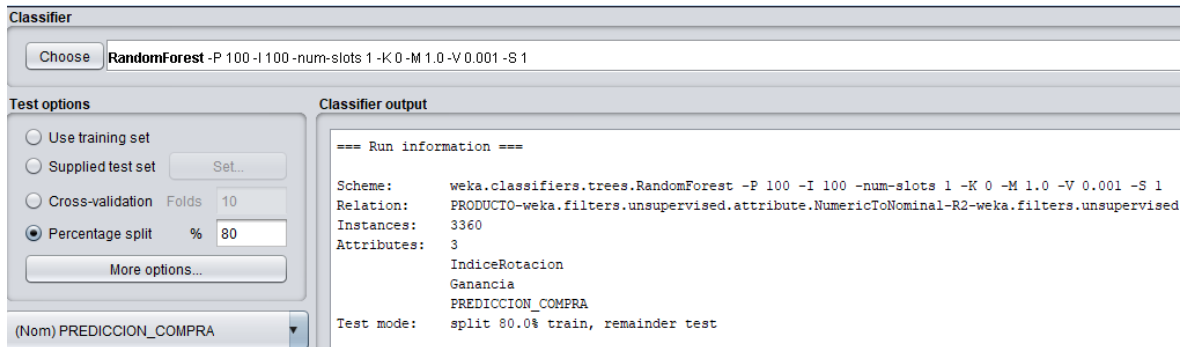 Classifier
Choose RandomForest -P 100 -I 100 -num-slots 1 -K 0 -M 1.0 -V 0.001 -S 1
Test options
Use training set
Supplied test set Set...
Cross-validation Folds 10
Percentage split % 80
More options...
(Nom) PREDICCION_COMPRA
Classifier output
=== Run information ===
Scheme: weka.classifiers.trees.RandomForest -P 100 -I 100 -num-slots 1 -K 0 -M 1.0 -V 0.001 -S 1
Relation: PRODUCTO-weka.filters.unsupervised.attribute.NumericToNominal-R2-weka.filters.unsupervised
Instances: 3360
Attributes: 3
IndiceRotacion
Ganancia
PREDICCION_COMPRA
Test mode: split 80.0% train, remainder test